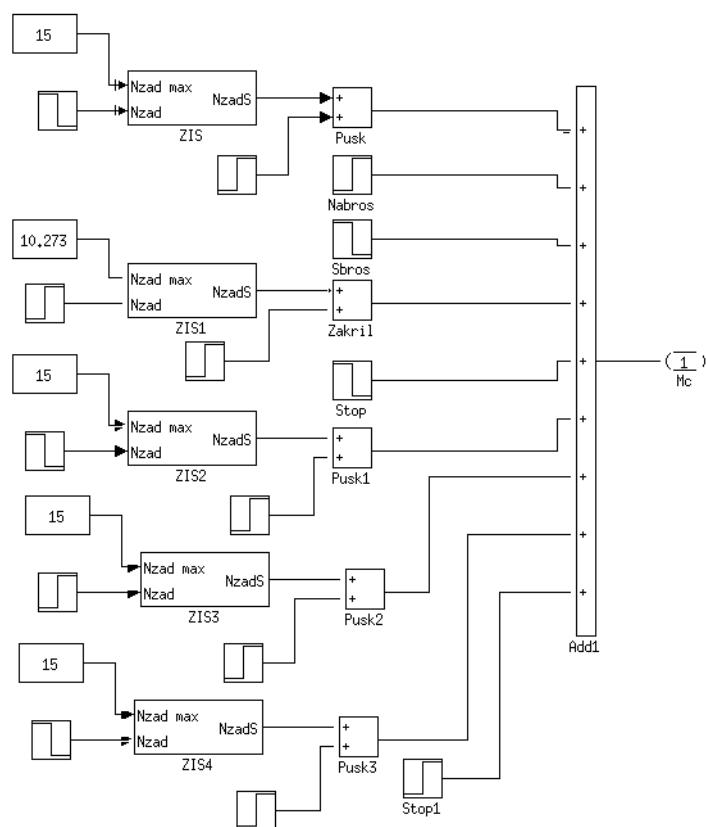 15
Nzad max
Nzad
NzadS
ZIS
+
+
Pusk
+
Nabros
+
Sbros
+
10.273
Nzad max
Nzad
NzadS
ZIS1
+
+
Zakril
+
1
Mc
15
Stop
+
Nzad max
Nzad
NzadS
ZIS2
+
+
Pusk1
+
15
Nzad max
Nzad
NzadS
ZIS3
+
+
Pusk2
+
+
+
Add1
15
Nzad max
Nzad
NzadS
ZIS4
+
+
Pusk3
Stop1